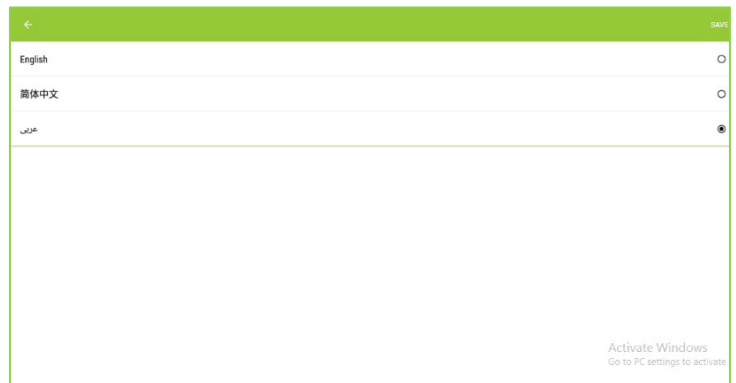 SAVE
English
简体中文
عربى
Activate Windows
Go to PC settings to activate